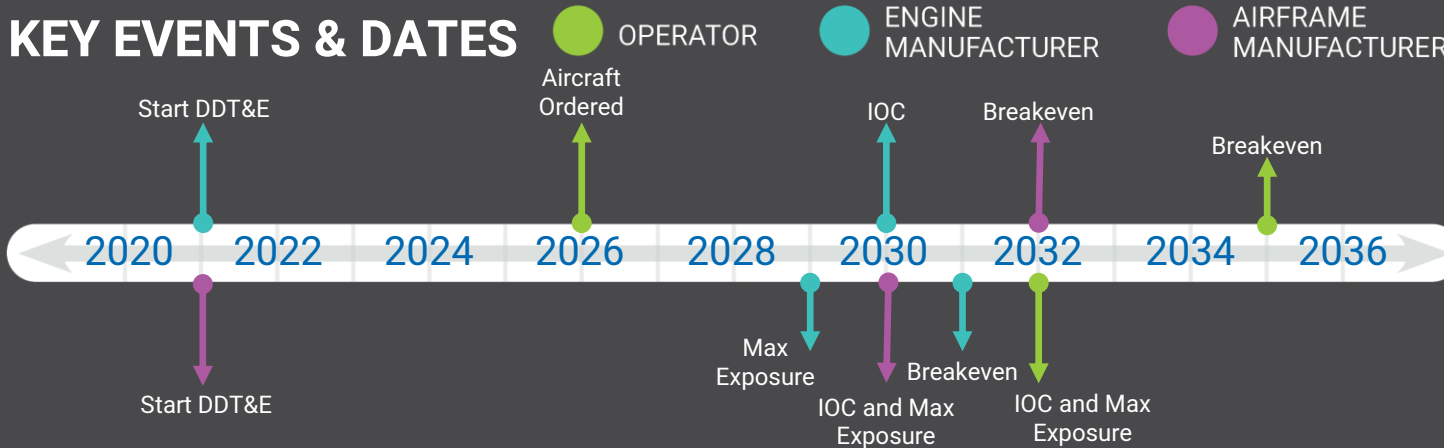 KEY EVENTS & DATES
OPERATOR
ENGINE
MANUFACTURER
AIRFRAME
MANUFACTURER
Start DDT&E
Aircraft
Ordered
IOC
Breakeven
Breakeven
2020 2022 2024 2026 2028 2030 2032 2034 2036
Start DDT&E
Max
Exposure
IOC and Max
Exposure
Breakeven
IOC and Max
Exposure